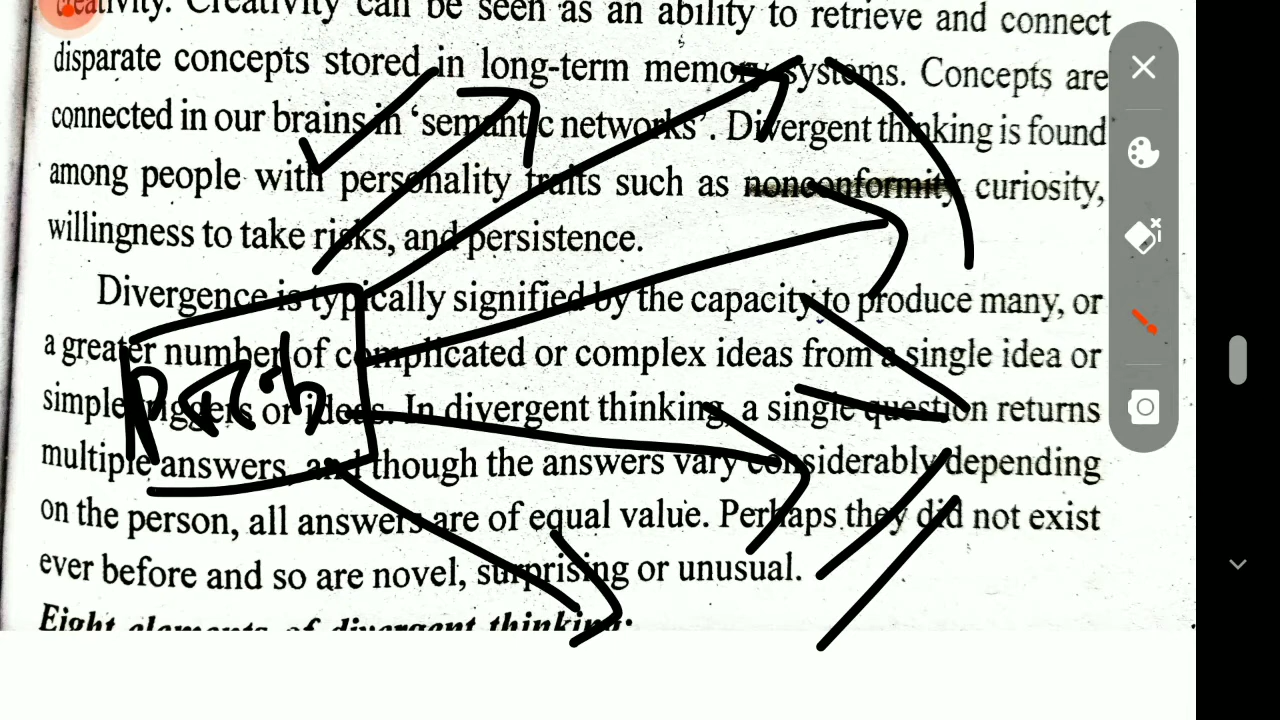 creativity. Creativity can be seen as an ability to retrieve and connect
disparate concepts stored in long-term memory systems. Concepts are
connected in our brains in ‘semantic networks’. Divergent thinking is found
among people with personality traits such as nonconformity, curiosity,
willingness to take risks, and persistence.
Divergence is typically signified by the capacity to produce many, or
a greater number of complicated or complex ideas from a single idea or
simple triggers or ideas. In divergent thinking, a single question returns
multiple answers, and though the answers vary considerably depending
on the person, all answers are of equal value. Perhaps they did not exist
ever before and so are novel, surprising or unusual.
Eight elements of divergent thinking: